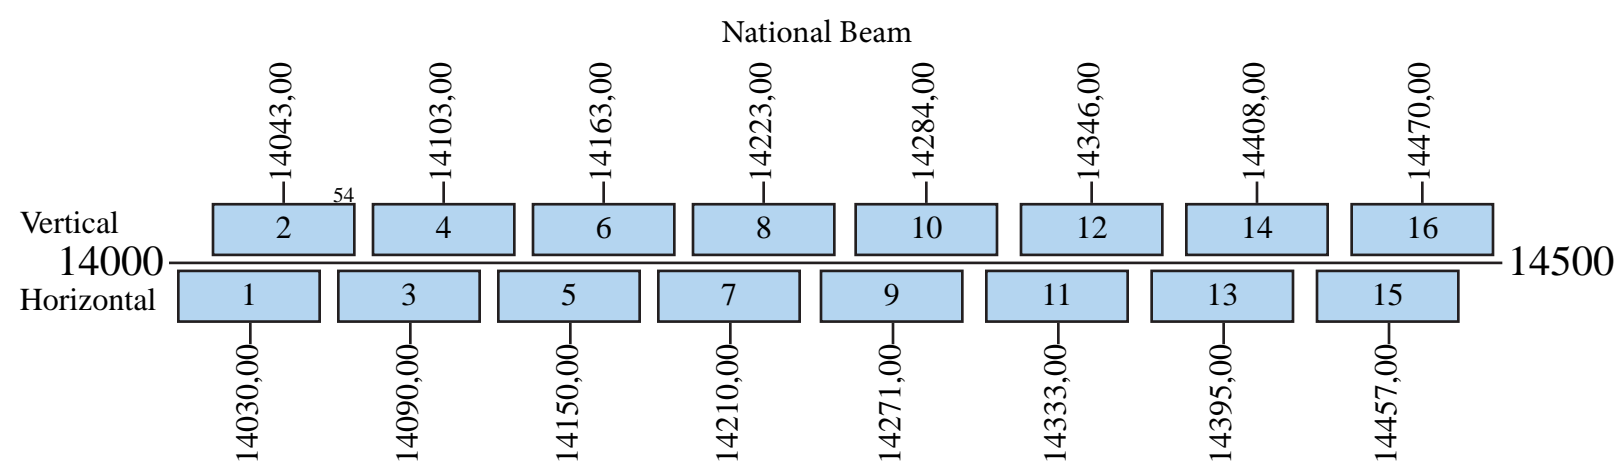 National Beam
14043,00 14103,00 14163,00 14223,00 14284,00 14346,00 14408,00 14470,00
54
Vertical 2 4 6 8 10 12 14 16
14000 14500
Horizontal 1 3 5 7 9 11 13 15
14030,00 14090,00 14150,00 14210,00 14271,00 14333,00 14395,00 14457,00